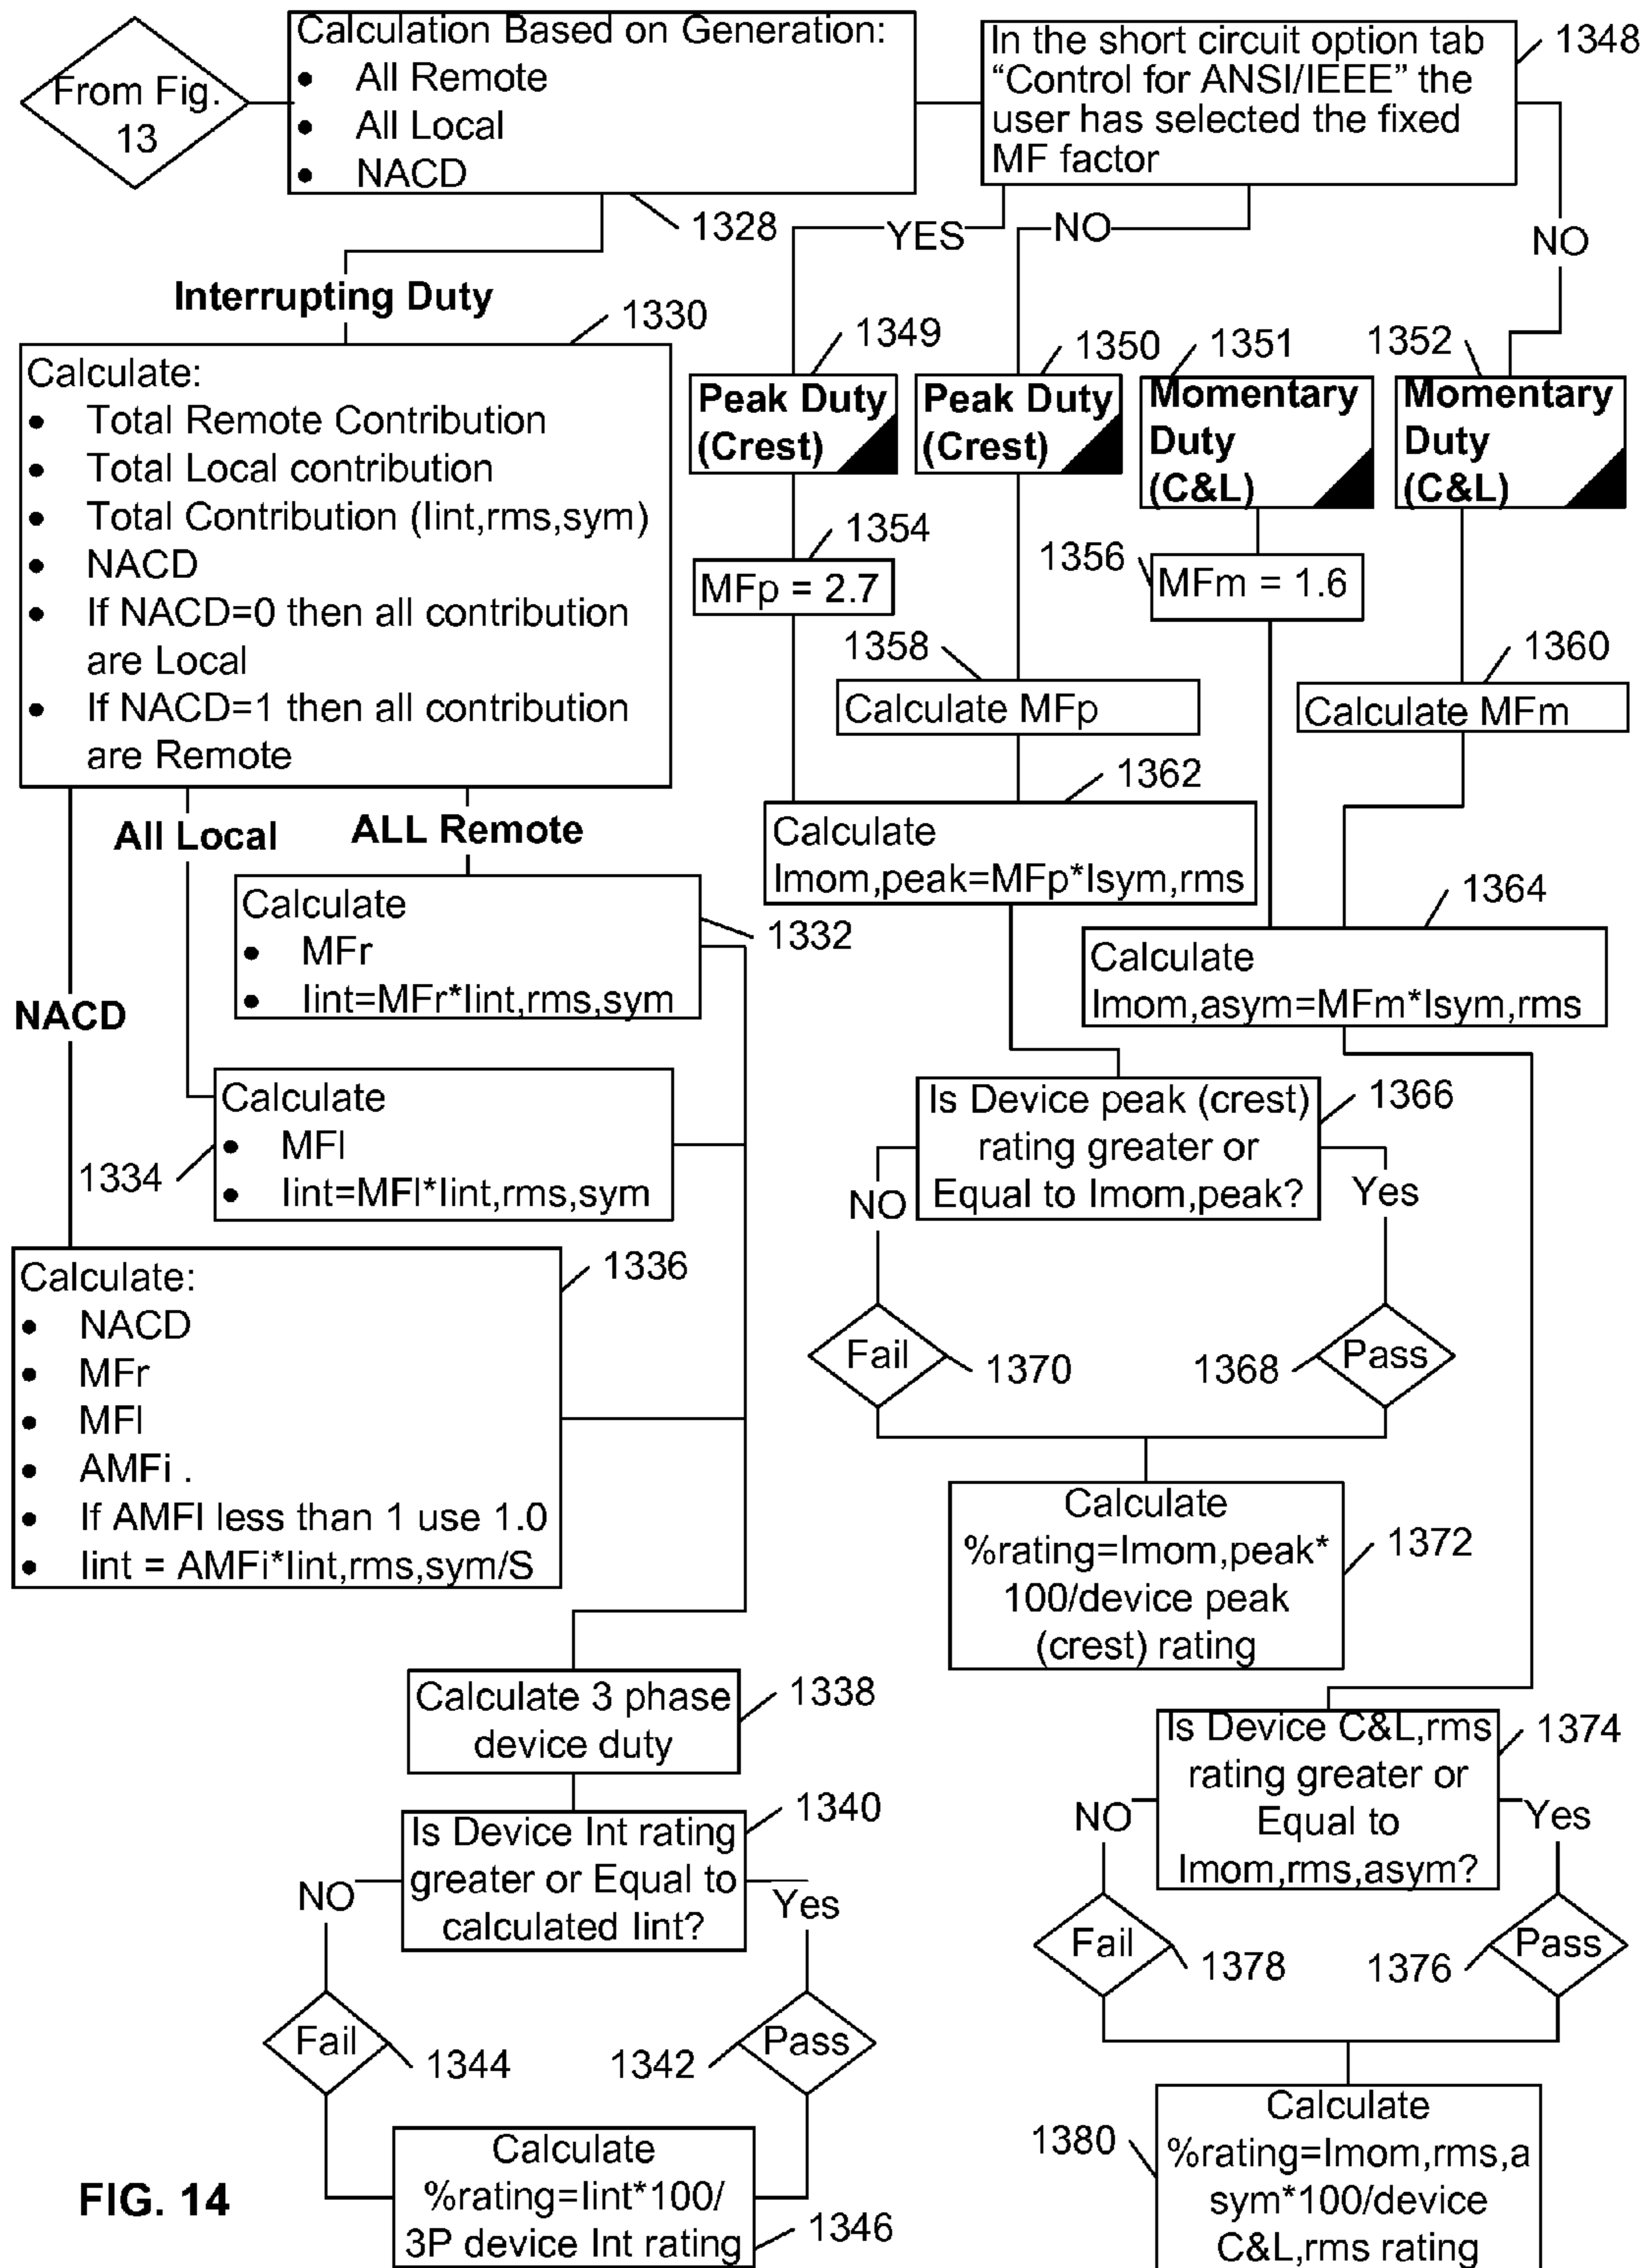 From Fig.
13
Calculation Based on Generation:
• All Remote
• All Local
• NACD
1328
In the short circuit option tab
“Control for ANSI/IEEE” the
user has selected the fixed
MF factor
1348
YES
NO
NO
Interrupting Duty
1330
Calculate:
• Total Remote Contribution
• Total Local contribution
• Total Contribution (Iint,rms,sym)
• NACD
• If NACD=0 then all contribution
are Local
• If NACD=1 then all contribution
are Remote
1349
Peak Duty
(Crest)
1350
Peak Duty
(Crest)
1351
Momentary
Duty
(C&L)
1352
Momentary
Duty
(C&L)
1354
MFp = 2.7
1356
MFm = 1.6
1358
Calculate MFp
1360
Calculate MFm
1362
Calculate
Imom,peak=MFp*Isym,rms
1364
Calculate
Imom,asym=MFm*Isym,rms
All Local
ALL Remote
NACD
Calculate
• MFr
• Iint=MFr*Iint,rms,sym
1332
Calculate
• MFl
• Iint=MFl*Iint,rms,sym
1334
1336
Calculate:
• NACD
• MFr
• MFl
• AMFi .
• If AMFI less than 1 use 1.0
• Iint = AMFi*Iint,rms,sym/S
Is Device peak (crest)
rating greater or
Equal to Imom,peak?
1366
NO
Yes
Fail
1370
1368
Pass
Calculate
%rating=Imom,peak*
100/device peak
(crest) rating
1372
Calculate 3 phase
device duty
1338
Is Device Int rating
greater or Equal to
calculated Iint?
1340
NO
Yes
Fail
1344
1342
Pass
Calculate
%rating=Iint*100/
3P device Int rating
1346
Is Device C&L,rms
rating greater or
Equal to
Imom,rms,asym?
1374
NO
Yes
Fail
1378
1376
Pass
1380
Calculate
%rating=Imom,rms,a
sym*100/device
C&L,rms rating
FIG. 14